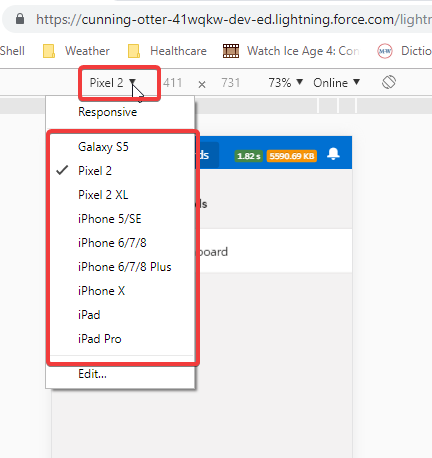 https://cunning-otter-41wqkw-dev-ed.lightning.force.com/lightn
Shell Weather Healthcare Watch Ice Age 4: Con M-W Dictio
Pixel 2 ▼ 411 × 731 73% ▼ Online ▼
Responsive
Galaxy S5
ds 1.82 s 5590.69 KB
✓ Pixel 2
Pixel 2 XL
ds
iPhone 5/SE
iPhone 6/7/8
board
iPhone 6/7/8 Plus
iPhone X
iPad
iPad Pro
Edit...